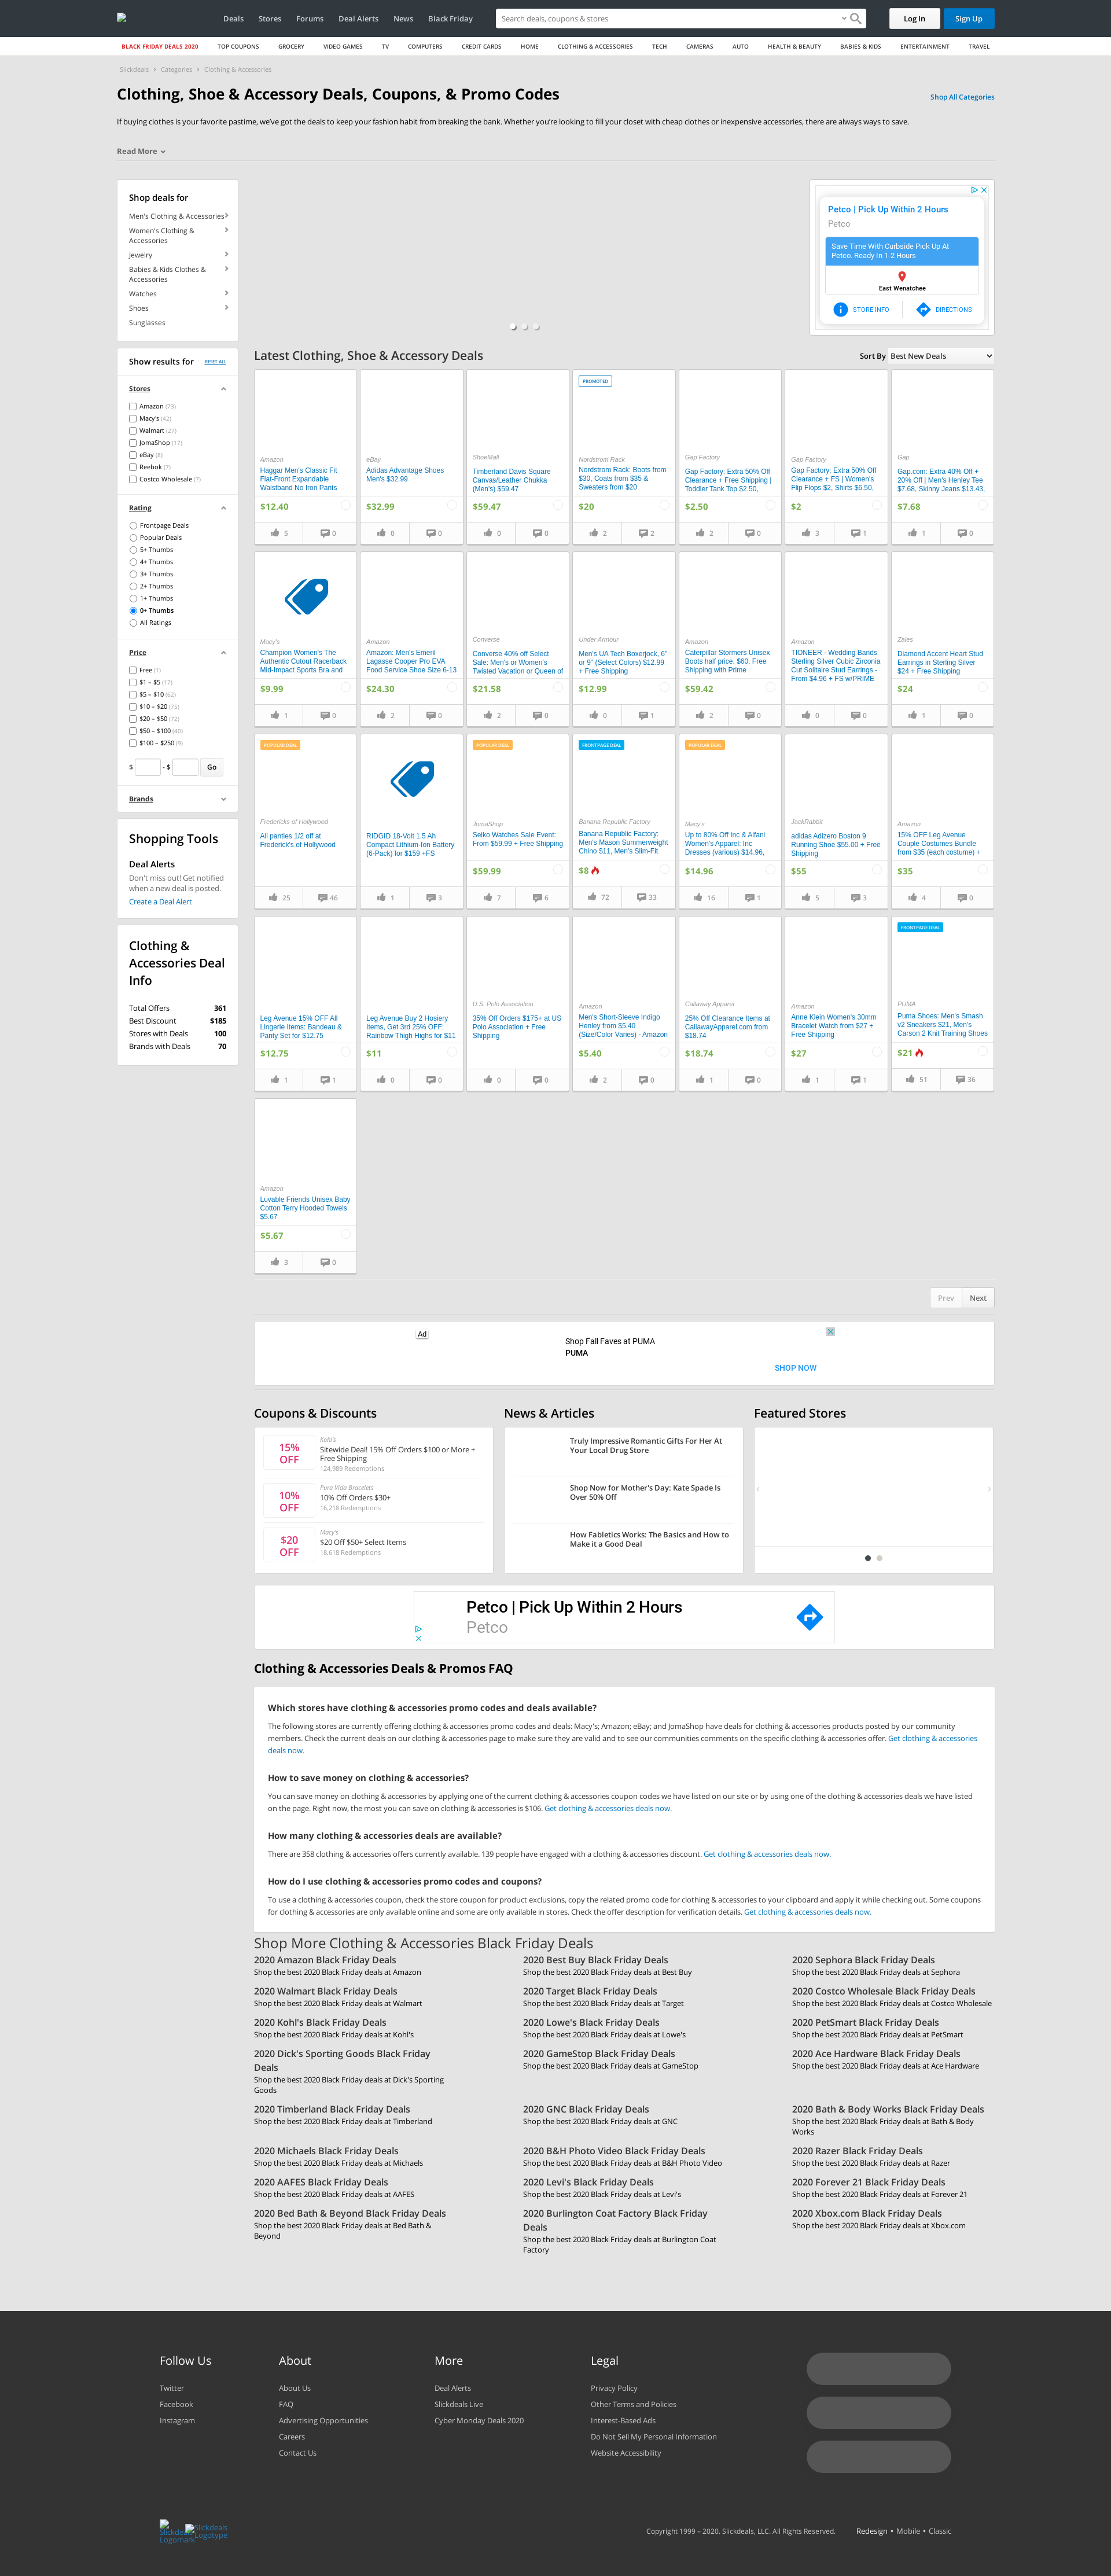 Deals Stores Forums Deal Alerts News Black Friday
Search deals, coupons & stores
Log In
Sign Up
BLACK FRIDAY DEALS 2020 TOP COUPONS GROCERY VIDEO GAMES TV COMPUTERS CREDIT CARDS HOME CLOTHING & ACCESSORIES TECH CAMERAS AUTO HEALTH & BEAUTY BABIES & KIDS ENTERTAINMENT TRAVEL
Slickdeals > Categories > Clothing & Accessories
Clothing, Shoe & Accessory Deals, Coupons, & Promo Codes
Shop All Categories
If buying clothes is your favorite pastime, we've got the deals to keep your fashion habit from breaking the bank. Whether you're looking to fill your closet with cheap clothes or inexpensive accessories, there are always ways to save.
Read More
Shop deals for
Men's Clothing & Accessories
Women's Clothing &
Accessories
Jewelry
Babies & Kids Clothes &
Accessories
Watches
Shoes
Sunglasses
Petco | Pick Up Within 2 Hours
Petco
Save Time With Curbside Pick Up At
Petco. Ready In 1-2 Hours
East Wenatchee
STORE INFO
DIRECTIONS
Show results for
RESET ALL
Stores
Amazon (73)
Macy's (42)
Walmart (27)
JomaShop (17)
eBay (8)
Reebok (7)
Costco Wholesale (7)
Rating
Frontpage Deals
Popular Deals
5+ Thumbs
4+ Thumbs
3+ Thumbs
2+ Thumbs
1+ Thumbs
0+ Thumbs
All Ratings
Price
Free (1)
$1 – $5 (17)
$5 – $10 (62)
$10 – $20 (75)
$20 – $50 (72)
$50 – $100 (40)
$100 – $250 (9)
$ - $ Go
Brands
Shopping Tools
Deal Alerts
Don't miss out! Get notified
when a new deal is posted.
Create a Deal Alert
Clothing &
Accessories Deal
Info
Total Offers 361
Best Discount $185
Stores with Deals 100
Brands with Deals 70
Latest Clothing, Shoe & Accessory Deals
Sort By Best New Deals
Amazon
Haggar Men's Classic Fit
Flat-Front Expandable
Waistband No Iron Pants
$12.40
5 0
eBay
Adidas Advantage Shoes
Men's $32.99
$32.99
0 0
ShoeMall
Timberland Davis Square
Canvas/Leather Chukka
(Men's) $59.47
$59.47
0 0
PROMOTED
Nordstrom Rack
Nordstrom Rack: Boots from
$30, Coats from $35 &
Sweaters from $20
$20
2 2
Gap Factory
Gap Factory: Extra 50% Off
Clearance + Free Shipping |
Toddler Tank Top $2.50,
$2.50
2 0
Gap Factory
Gap Factory: Extra 50% Off
Clearance + FS | Women's
Flip Flops $2, Shirts $6.50,
$2
3 1
Gap
Gap.com: Extra 40% Off +
20% Off | Men's Henley Tee
$7.68, Skinny Jeans $13.43,
$7.68
1 0
Macy's
Champion Women's The
Authentic Cutout Racerback
Mid-Impact Sports Bra and
$9.99
1 0
Amazon
Amazon: Men's Emeril
Lagasse Cooper Pro EVA
Food Service Shoe Size 6-13
$24.30
2 0
Converse
Converse 40% off Select
Sale: Men's or Women's
Twisted Vacation or Queen of
$21.58
2 0
Under Armour
Men's UA Tech Boxerjock, 6"
or 9" (Select Colors) $12.99
+ Free Shipping
$12.99
0 1
Amazon
Caterpillar Stormers Unisex
Boots half price. $60. Free
Shipping with Prime
$59.42
2 0
Amazon
TIONEER - Wedding Bands
Sterling Silver Cubic Zirconia
Cut Solitaire Stud Earrings -
From $4.96 + FS w/PRIME
0 0
Zales
Diamond Accent Heart Stud
Earrings in Sterling Silver
$24 + Free Shipping
$24
1 0
POPULAR DEAL
Fredericks of Hollywood
All panties 1/2 off at
Frederick's of Hollywood
25 46
RIDGID 18-Volt 1.5 Ah
Compact Lithium-Ion Battery
(6-Pack) for $159 +FS
1 3
POPULAR DEAL
JomaShop
Seiko Watches Sale Event:
From $59.99 + Free Shipping
$59.99
7 6
FRONTPAGE DEAL
Banana Republic Factory
Banana Republic Factory:
Men's Mason Summerweight
Chino $11, Men's Slim-Fit
$8
72 33
POPULAR DEAL
Macy's
Up to 80% Off Inc & Alfani
Women's Apparel: Inc
Dresses (various) $14.96,
$14.96
16 1
JackRabbit
adidas Adizero Boston 9
Running Shoe $55.00 + Free
Shipping
$55
5 3
Amazon
15% OFF Leg Avenue
Couple Costumes Bundle
from $35 (each costume) +
$35
4 0
Leg Avenue 15% OFF All
Lingerie Items: Bandeau &
Panty Set for $12.75
$12.75
1 1
Leg Avenue Buy 2 Hosiery
Items, Get 3rd 25% OFF:
Rainbow Thigh Highs for $11
$11
0 0
U.S. Polo Association
35% Off Orders $175+ at US
Polo Association + Free
Shipping
0 0
Amazon
Men's Short-Sleeve Indigo
Henley from $5.40
(Size/Color Varies) - Amazon
$5.40
2 0
Callaway Apparel
25% Off Clearance Items at
CallawayApparel.com from
$18.74
$18.74
1 0
Amazon
Anne Klein Women's 30mm
Bracelet Watch from $27 +
Free Shipping
$27
1 1
FRONTPAGE DEAL
PUMA
Puma Shoes: Men's Smash
v2 Sneakers $21, Men's
Carson 2 Knit Training Shoes
$21
51 36
Amazon
Luvable Friends Unisex Baby
Cotton Terry Hooded Towels
$5.67
$5.67
3 0
Prev Next
Ad
Shop Fall Faves at PUMA
PUMA
SHOP NOW
Coupons & Discounts
15%
OFF
Kohl's
Sitewide Deal! 15% Off Orders $100 or More +
Free Shipping
124,989 Redemptions
10%
OFF
Pura Vida Bracelets
10% Off Orders $30+
16,218 Redemptions
$20
OFF
Macy's
$20 Off $50+ Select Items
18,618 Redemptions
News & Articles
Truly Impressive Romantic Gifts For Her At
Your Local Drug Store
Shop Now for Mother's Day: Kate Spade Is
Over 50% Off
How Fabletics Works: The Basics and How to
Make it a Good Deal
Featured Stores
Petco | Pick Up Within 2 Hours
Petco
Clothing & Accessories Deals & Promos FAQ
Which stores have clothing & accessories promo codes and deals available?
The following stores are currently offering clothing & accessories promo codes and deals: Macy's; Amazon; eBay; and JomaShop have deals for clothing & accessories products posted by our community
members. Check the current deals on our clothing & accessories page to make sure they are valid and to see our communities comments on the specific clothing & accessories offer. Get clothing & accessories
deals now.
How to save money on clothing & accessories?
You can save money on clothing & accessories by applying one of the current clothing & accessories coupon codes we have listed on our site or by using one of the clothing & accessories deals we have listed
on the page. Right now, the most you can save on clothing & accessories is $106. Get clothing & accessories deals now.
How many clothing & accessories deals are available?
There are 358 clothing & accessories offers currently available. 139 people have engaged with a clothing & accessories discount. Get clothing & accessories deals now.
How do I use clothing & accessories promo codes and coupons?
To use a clothing & accessories coupon, check the store coupon for product exclusions, copy the related promo code for clothing & accessories to your clipboard and apply it while checking out. Some coupons
for clothing & accessories are only available online and some are only available in stores. Check the offer description for verification details. Get clothing & accessories deals now.
Shop More Clothing & Accessories Black Friday Deals
2020 Amazon Black Friday Deals
Shop the best 2020 Black Friday deals at Amazon
2020 Best Buy Black Friday Deals
Shop the best 2020 Black Friday deals at Best Buy
2020 Sephora Black Friday Deals
Shop the best 2020 Black Friday deals at Sephora
2020 Walmart Black Friday Deals
Shop the best 2020 Black Friday deals at Walmart
2020 Target Black Friday Deals
Shop the best 2020 Black Friday deals at Target
2020 Costco Wholesale Black Friday Deals
Shop the best 2020 Black Friday deals at Costco Wholesale
2020 Kohl's Black Friday Deals
Shop the best 2020 Black Friday deals at Kohl's
2020 Lowe's Black Friday Deals
Shop the best 2020 Black Friday deals at Lowe's
2020 PetSmart Black Friday Deals
Shop the best 2020 Black Friday deals at PetSmart
2020 Dick's Sporting Goods Black Friday
Deals
Shop the best 2020 Black Friday deals at Dick's Sporting
Goods
2020 GameStop Black Friday Deals
Shop the best 2020 Black Friday deals at GameStop
2020 Ace Hardware Black Friday Deals
Shop the best 2020 Black Friday deals at Ace Hardware
2020 Timberland Black Friday Deals
Shop the best 2020 Black Friday deals at Timberland
2020 GNC Black Friday Deals
Shop the best 2020 Black Friday deals at GNC
2020 Bath & Body Works Black Friday Deals
Shop the best 2020 Black Friday deals at Bath & Body
Works
2020 Michaels Black Friday Deals
Shop the best 2020 Black Friday deals at Michaels
2020 B&H Photo Video Black Friday Deals
Shop the best 2020 Black Friday deals at B&H Photo Video
2020 Razer Black Friday Deals
Shop the best 2020 Black Friday deals at Razer
2020 AAFES Black Friday Deals
Shop the best 2020 Black Friday deals at AAFES
2020 Levi's Black Friday Deals
Shop the best 2020 Black Friday deals at Levi's
2020 Forever 21 Black Friday Deals
Shop the best 2020 Black Friday deals at Forever 21
2020 Bed Bath & Beyond Black Friday Deals
Shop the best 2020 Black Friday deals at Bed Bath &
Beyond
2020 Burlington Coat Factory Black Friday
Deals
Shop the best 2020 Black Friday deals at Burlington Coat
Factory
2020 Xbox.com Black Friday Deals
Shop the best 2020 Black Friday deals at Xbox.com
Follow Us
Twitter
Facebook
Instagram
About
About Us
FAQ
Advertising Opportunities
Careers
Contact Us
More
Deal Alerts
Slickdeals Live
Cyber Monday Deals 2020
Legal
Privacy Policy
Other Terms and Policies
Interest-Based Ads
Do Not Sell My Personal Information
Website Accessibility
Slickdeals
Logomark
Slickdeals
Logotype
Copyright 1999 – 2020. Slickdeals, LLC. All Rights Reserved.
Redesign • Mobile • Classic